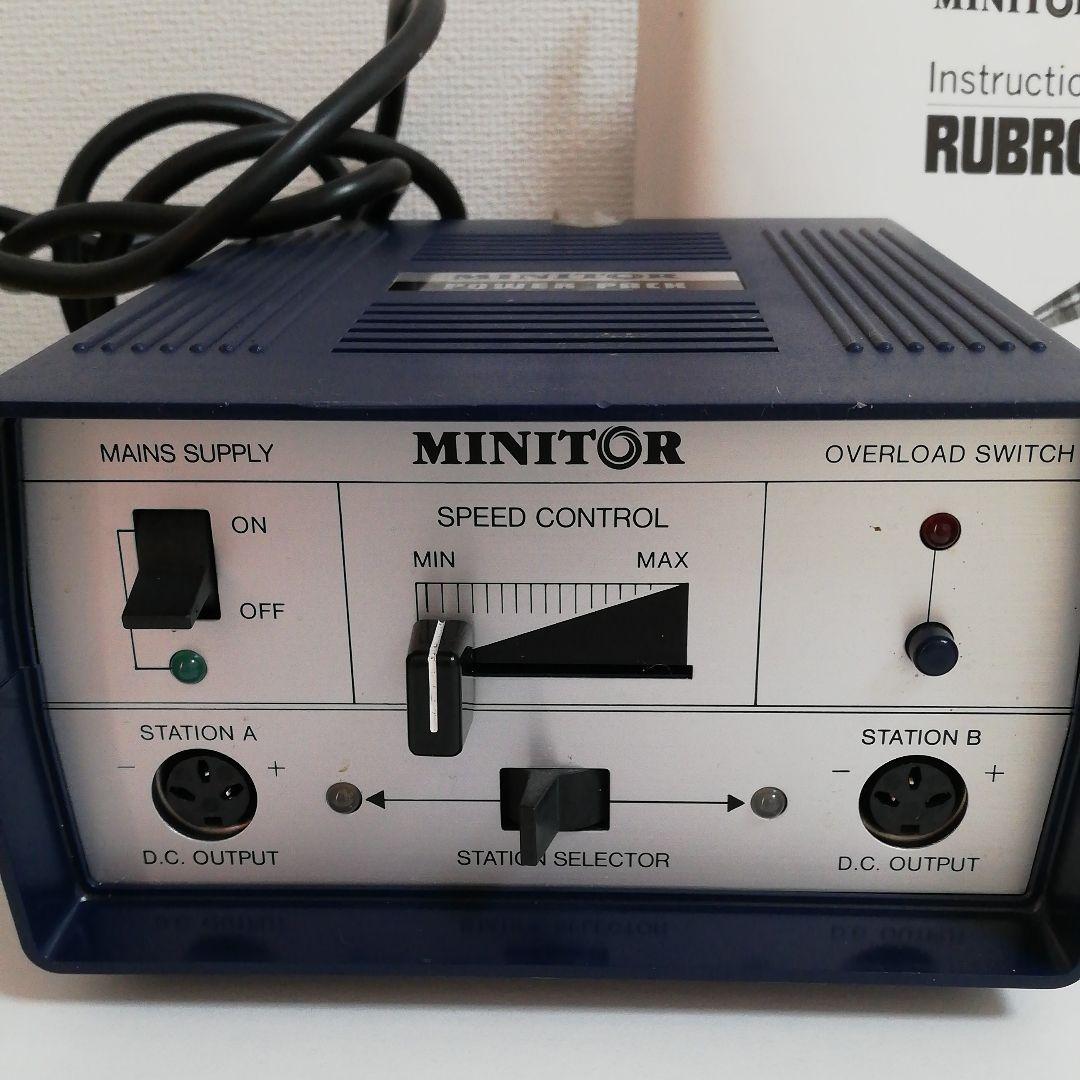 MINITOR
Instructio
RUBRO
MINITOR
POWER PACK
MAINS SUPPLY
MINITOR
OVERLOAD SWITCH
ON
OFF
SPEED CONTROL
MIN MAX
STATION A
- +
D.C. OUTPUT
STATION SELECTOR
STATION B
- +
D.C. OUTPUT